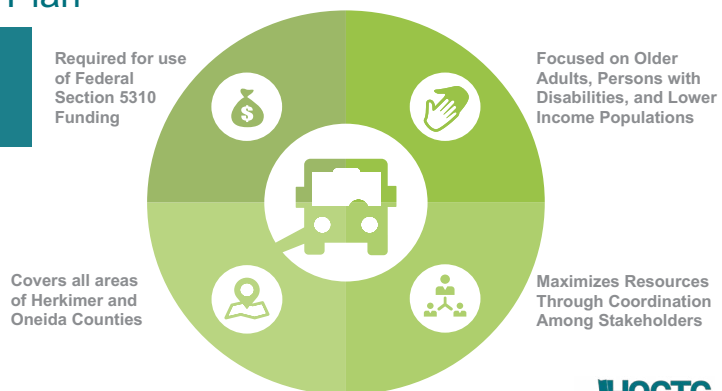 Plan
Required for use
of Federal
Section 5310
Funding
$
Focused on Older
Adults, Persons with
Disabilities, and Lower
Income Populations
Covers all areas
of Herkimer and
Oneida Counties
Maximizes Resources
Through Coordination
Among Stakeholders